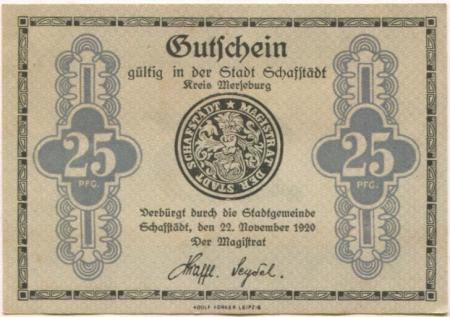 Gutschein
gültig in der Stadt Schafstädt
Kreis Merseburg
★ MAGISTRAT DER STADT SCHAFSTÄDT
25 25
PFG. PFG.
Verbürgt durch die Stadtgemeinde
Schafstädt, den 22. November 1920
Der Magistrat
Seydel.
ADOLF FORKER LEIPZIG